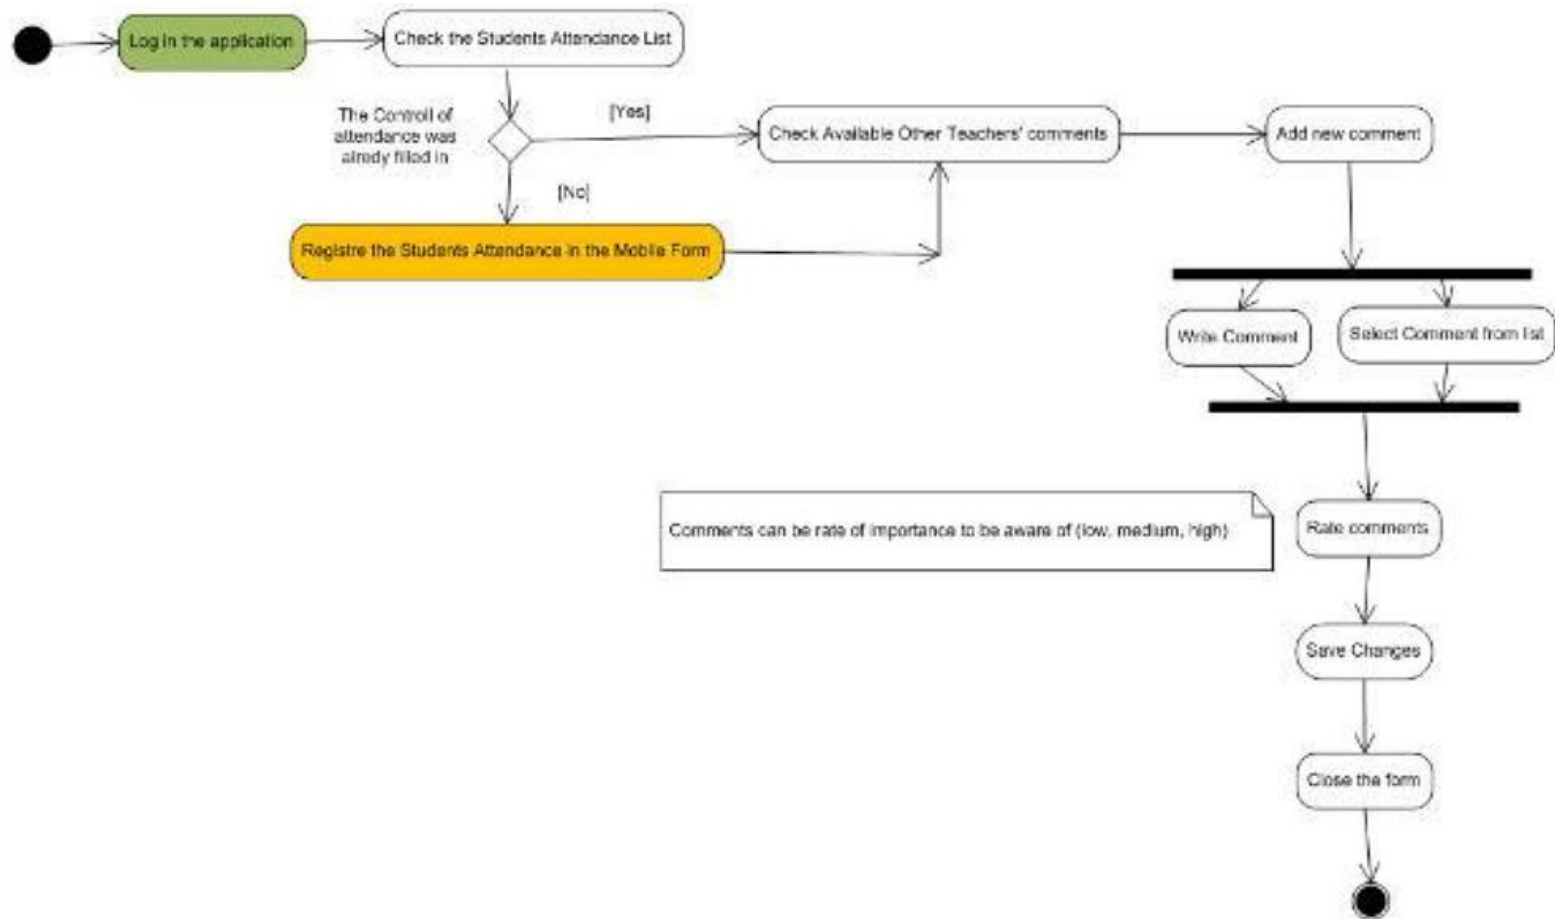 Log in the application
Check the Students Attendance List
The Controll of
attendance was
alredy filled in
[Yes]
Check Available Other Teachers' comments
Add new comment
[No]
Registre the Students Attendance in the Mobile Form
Write Comment
Select Comment from list
Comments can be rate of importance to be aware of (low, medium, high)
Rate comments
Save Changes
Close the form